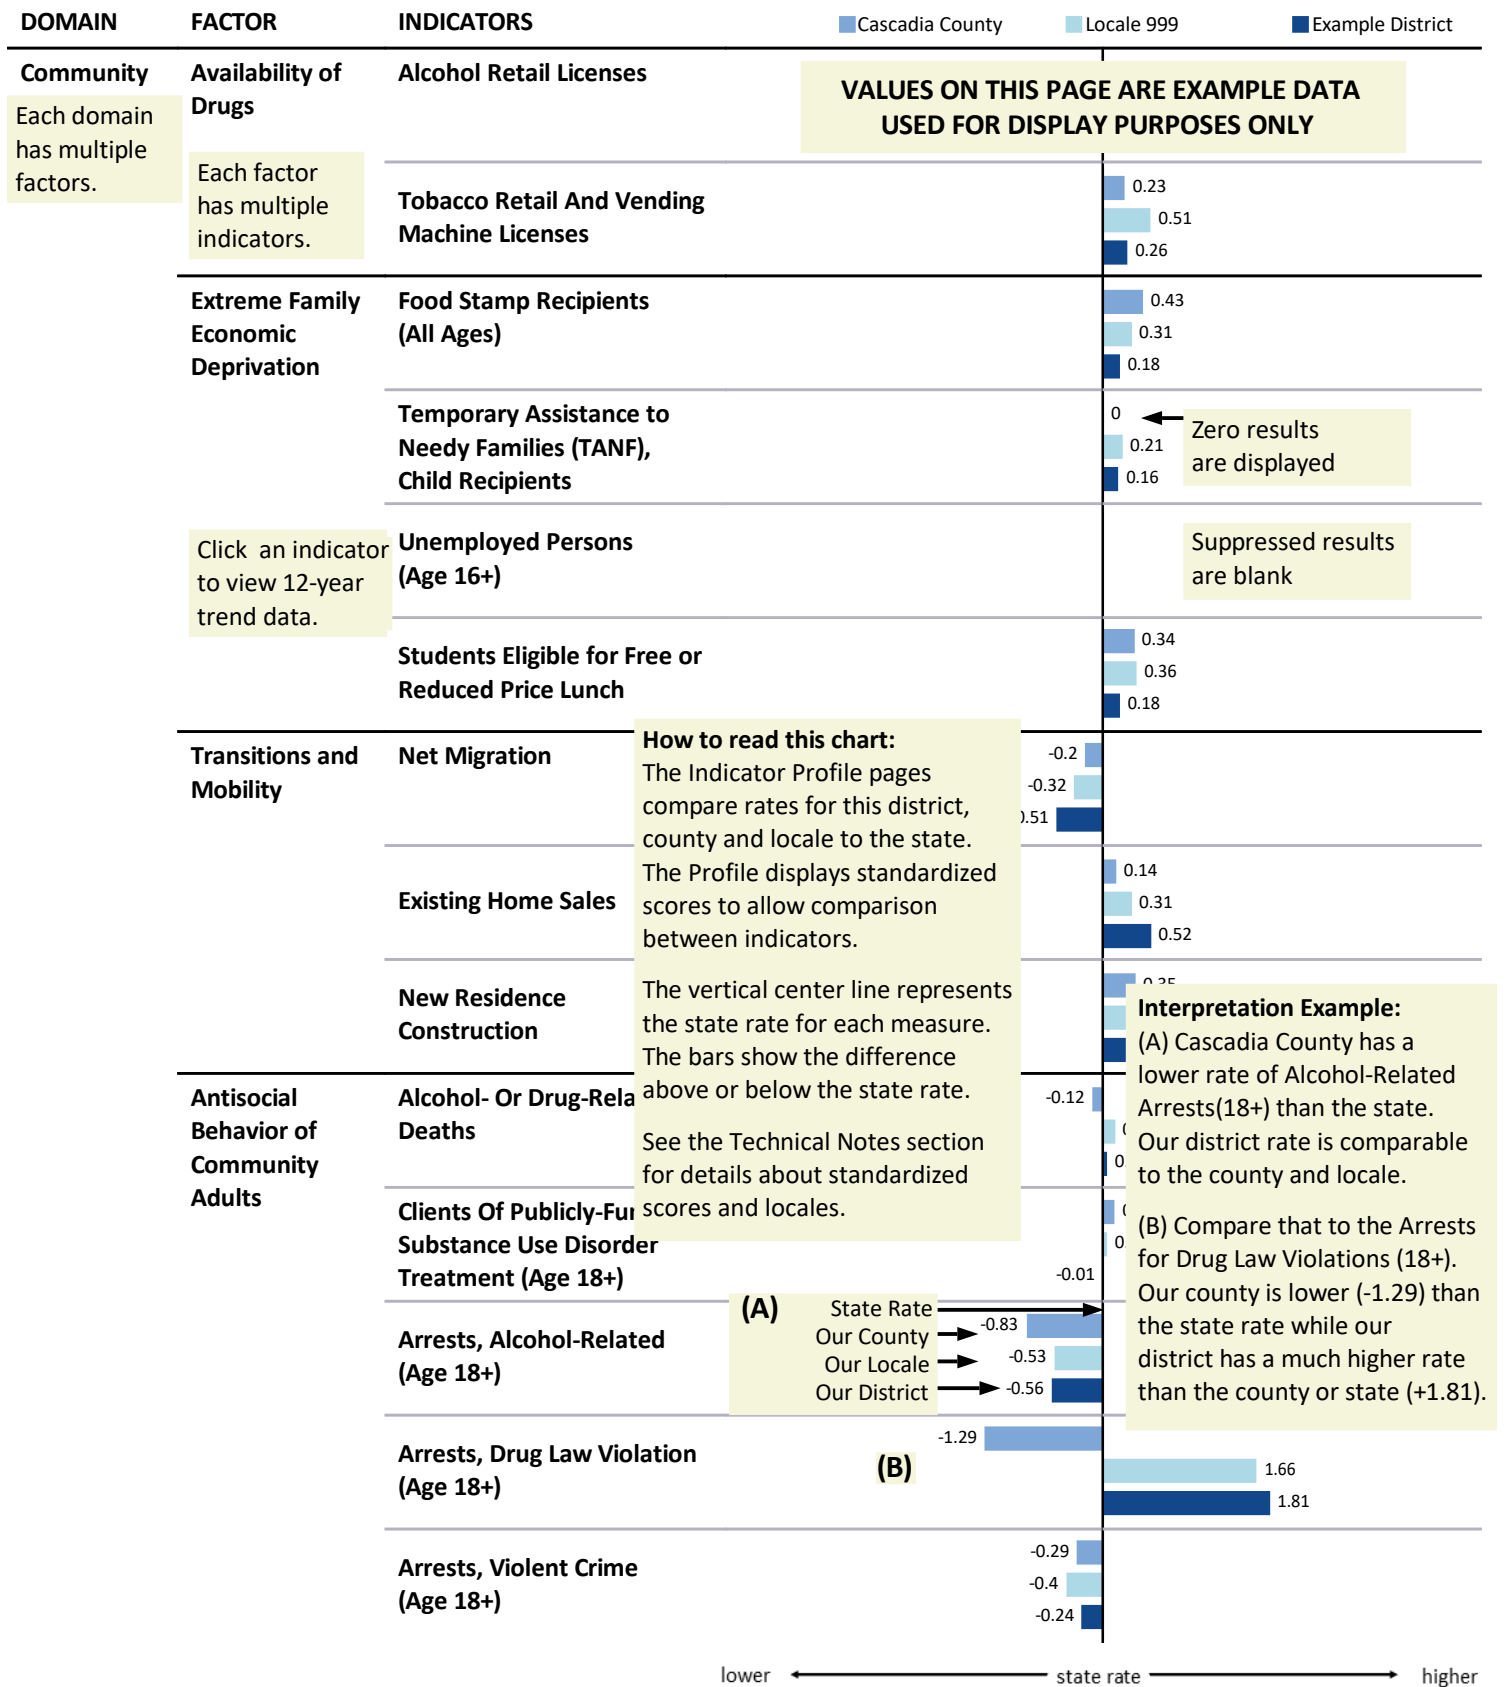 DOMAIN FACTOR INDICATORS Cascadia County Locale 999 Example District
Community
Each domain
has multiple
factors.
Availability of
Drugs
Each factor
has multiple
indicators.
Alcohol Retail Licenses
VALUES ON THIS PAGE ARE EXAMPLE DATA
USED FOR DISPLAY PURPOSES ONLY
Tobacco Retail And Vending
Machine Licenses
0.23
0.51
0.26
Extreme Family
Economic
Deprivation
Food Stamp Recipients
(All Ages)
0.43
0.31
0.18
Temporary Assistance to
Needy Families (TANF),
Child Recipients
0
0.21
0.16
Zero results
are displayed
Click an indicator
to view 12-year
trend data.
Unemployed Persons
(Age 16+)
Suppressed results
are blank
Students Eligible for Free or
Reduced Price Lunch
0.34
0.36
0.18
Transitions and
Mobility
Net Migration
-0.2
-0.32
0.51
Existing Home Sales
0.14
0.31
0.52
New Residence
Construction
How to read this chart:
The Indicator Profile pages
compare rates for this district,
county and locale to the state.
The Profile displays standardized
scores to allow comparison
between indicators.
The vertical center line represents
the state rate for each measure.
The bars show the difference
above or below the state rate.
See the Technical Notes section
for details about standardized
scores and locales.
Antisocial
Behavior of
Community
Adults
Alcohol- Or Drug-Rela
Deaths
-0.12
Clients Of Publicly-Fu
Substance Use Disorder
Treatment (Age 18+)
-0.01
Interpretation Example:
(A) Cascadia County has a
lower rate of Alcohol-Related
Arrests(18+) than the state.
Our district rate is comparable
to the county and locale.
(B) Compare that to the Arrests
for Drug Law Violations (18+).
Our county is lower (-1.29) than
the state rate while our
district has a much higher rate
than the county or state (+1.81).
Arrests, Alcohol-Related
(Age 18+)
(A) State Rate
Our County -0.83
Our Locale -0.53
Our District -0.56
Arrests, Drug Law Violation
(Age 18+)
(B)
-1.29
1.66
1.81
Arrests, Violent Crime
(Age 18+)
-0.29
-0.4
-0.24
lower state rate higher